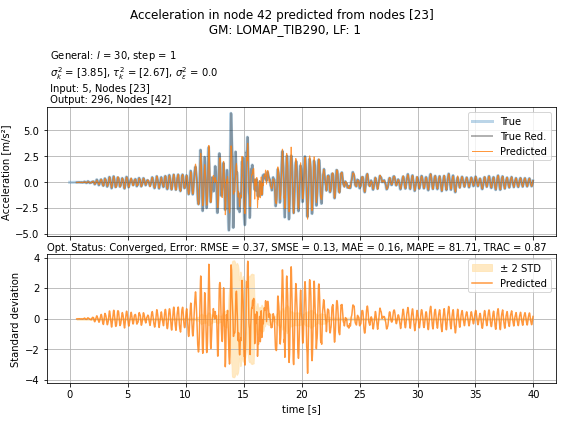 Acceleration in node 42 predicted from nodes [23]
GM: LOMAP_TIB290, LF: 1
General: l = 30, step = 1
σ²ₖ = [3.85], τ²ₖ = [2.67], σ²ε = 0.0
Input: 5, Nodes [23]
Output: 296, Nodes [42]
Acceleration [m/s²]
5.0
2.5
0.0
−2.5
−5.0
True
True Red.
Predicted
Opt. Status: Converged, Error: RMSE = 0.37, SMSE = 0.13, MAE = 0.16, MAPE = 81.71, TRAC = 0.87
Standard deviation
4
2
0
−2
−4
± 2 STD
Predicted
0 5 10 15 20 25 30 35 40
time [s]